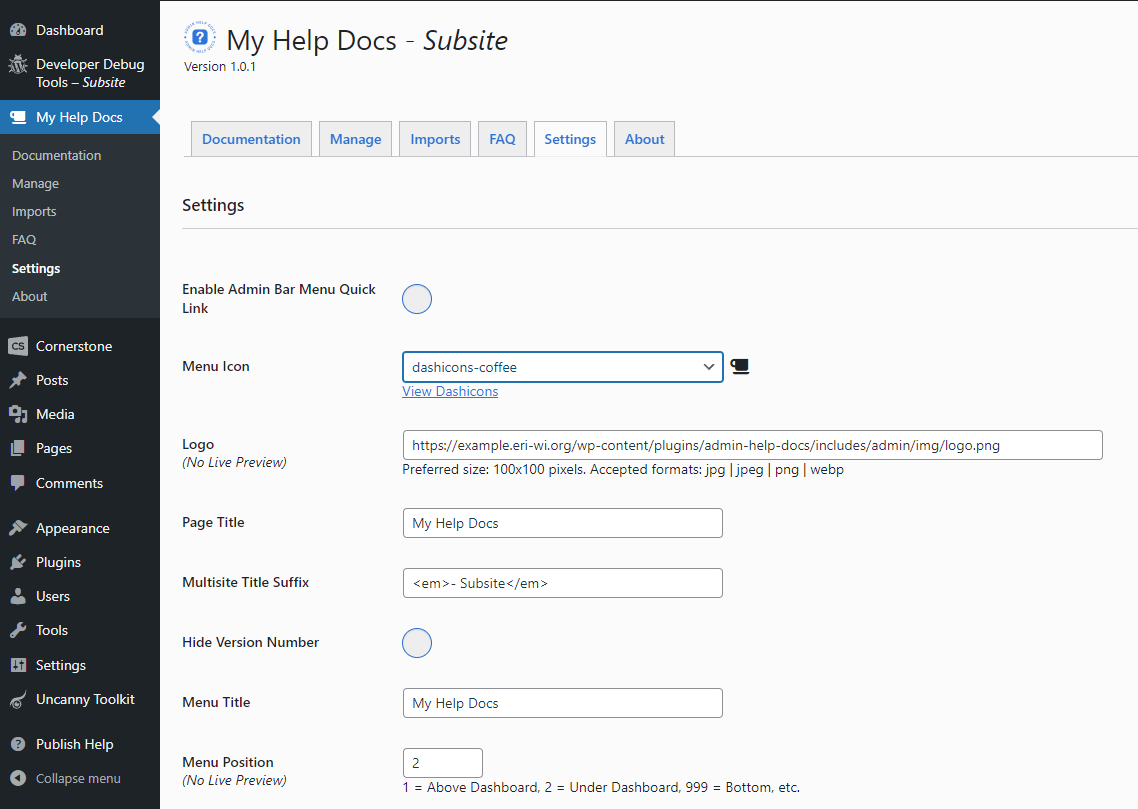 Dashboard
Developer Debug
Tools – Subsite
My Help Docs
Documentation
Manage
Imports
FAQ
Settings
About
Cornerstone
Posts
Media
Pages
Comments
Appearance
Plugins
Users
Tools
Settings
Uncanny Toolkit
Publish Help
Collapse menu
My Help Docs - Subsite
Version 1.0.1
Documentation Manage Imports FAQ Settings About
Settings
Enable Admin Bar Menu Quick
Link
Menu Icon dashicons-coffee
View Dashicons
Logo https://example.eri-wi.org/wp-content/plugins/admin-help-docs/includes/admin/img/logo.png
(No Live Preview) Preferred size: 100x100 pixels. Accepted formats: jpg | jpeg | png | webp
Page Title My Help Docs
Multisite Title Suffix <em>- Subsite</em>
Hide Version Number
Menu Title My Help Docs
Menu Position 2
(No Live Preview) 1 = Above Dashboard, 2 = Under Dashboard, 999 = Bottom, etc.